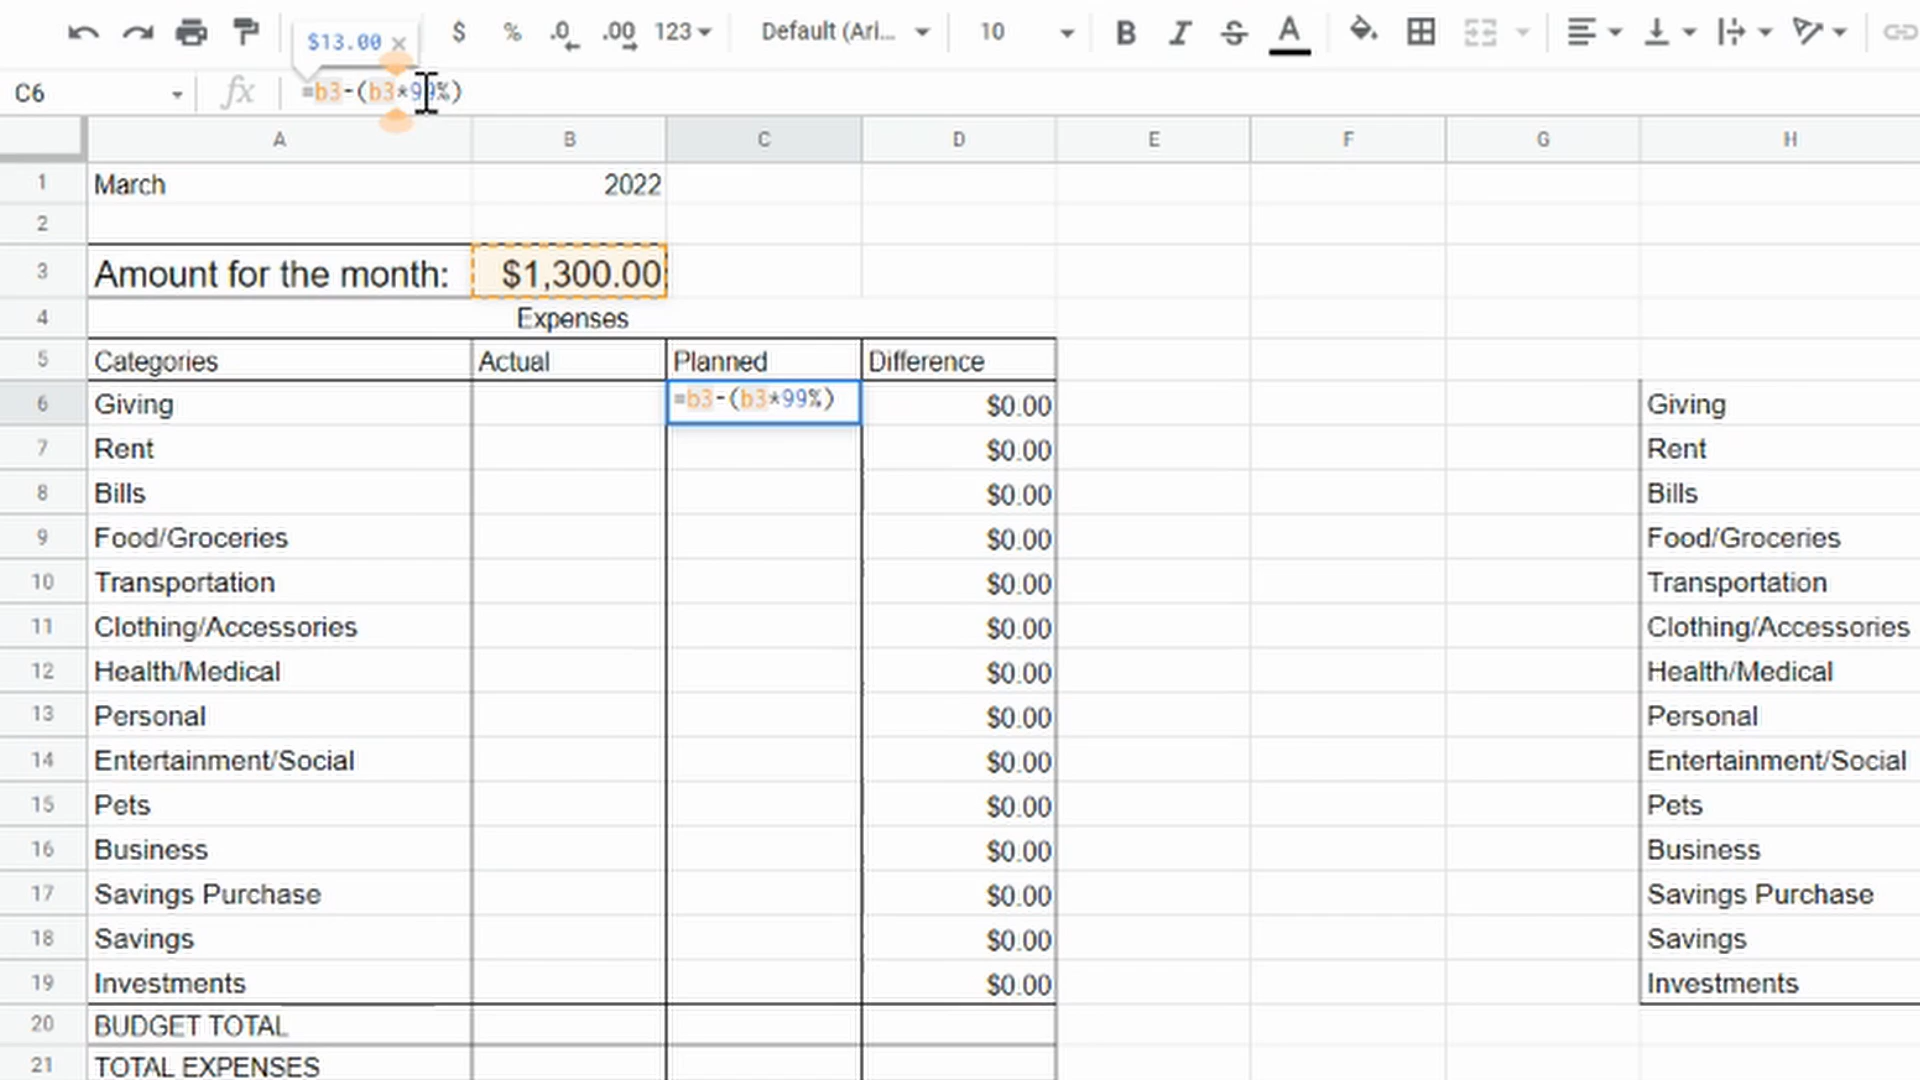 $13.00 ×
$ % .0 .00 123 Default (Ari... 10 B I S A
C6 fx =b3-(b3*99%)
A B C D E F G H
1 March 2022
2
3 Amount for the month: $1,300.00
4 Expenses
5 Categories Actual Planned Difference
6 Giving =b3-(b3*99%) $0.00 Giving
7 Rent $0.00 Rent
8 Bills $0.00 Bills
9 Food/Groceries $0.00 Food/Groceries
10 Transportation $0.00 Transportation
11 Clothing/Accessories $0.00 Clothing/Accessories
12 Health/Medical $0.00 Health/Medical
13 Personal $0.00 Personal
14 Entertainment/Social $0.00 Entertainment/Social
15 Pets $0.00 Pets
16 Business $0.00 Business
17 Savings Purchase $0.00 Savings Purchase
18 Savings $0.00 Savings
19 Investments $0.00 Investments
20 BUDGET TOTAL
21 TOTAL EXPENSES